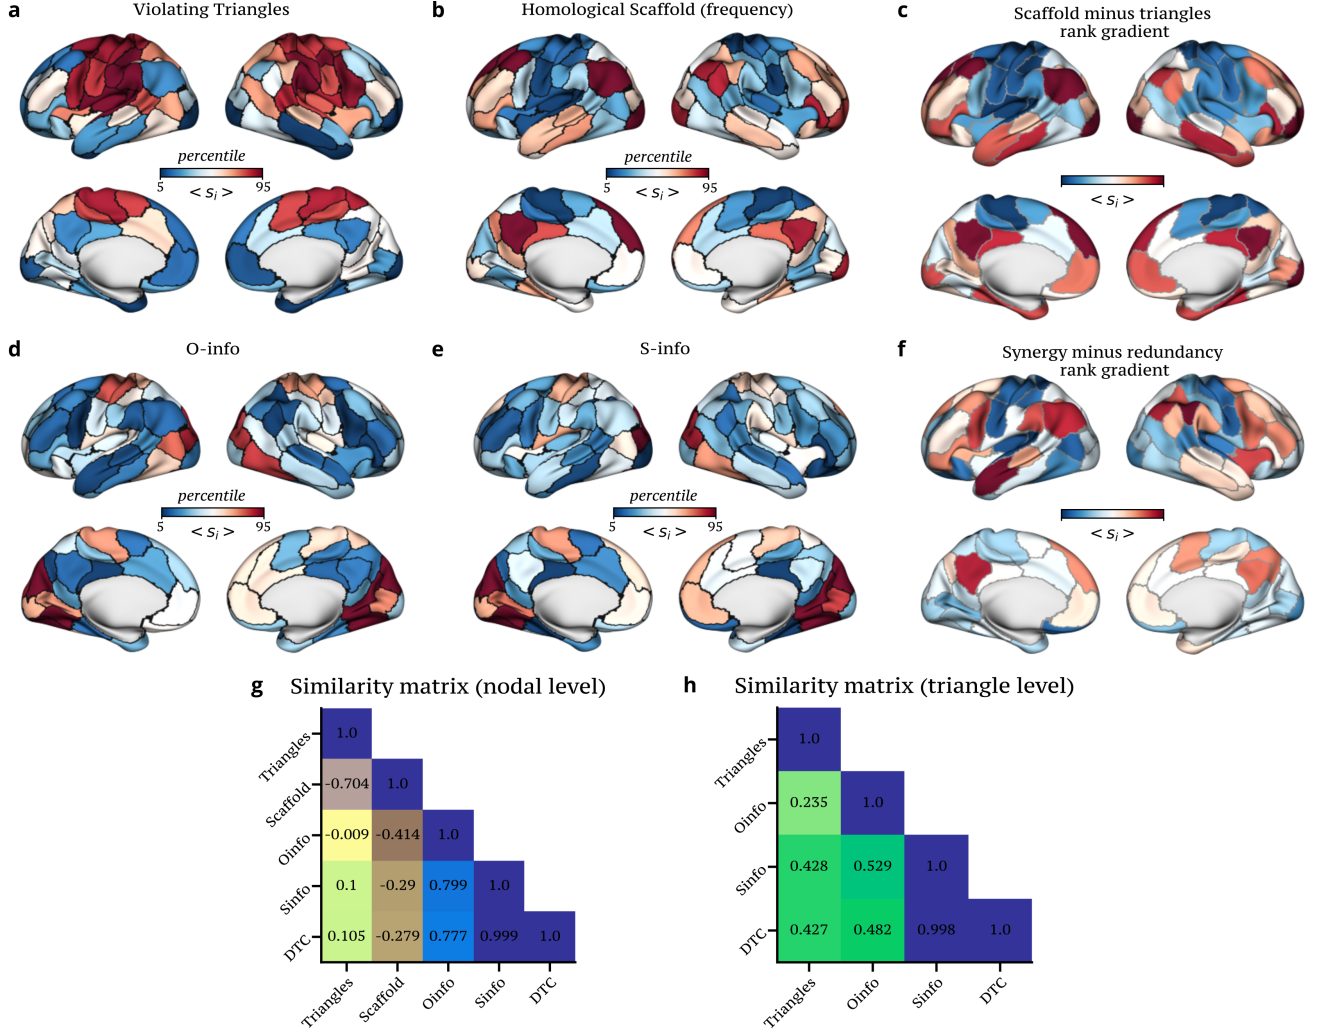 a Violating Triangles
b Homological Scaffold (frequency)
c Scaffold minus triangles
rank gradient
percentile
5 95
< s_i >
percentile
5 95
< s_i >
< s_i >
d O-info
e S-info
f Synergy minus redundancy
rank gradient
percentile
5 95
< s_i >
percentile
5 95
< s_i >
< s_i >
g Similarity matrix (nodal level)
Triangles 1.0
Scaffold -0.704 1.0
Oinfo -0.009 -0.414 1.0
Sinfo 0.1 -0.29 0.799 1.0
DTC 0.105 -0.279 0.777 0.999 1.0
Triangles Scaffold Oinfo Sinfo DTC
h Similarity matrix (triangle level)
Triangles 1.0
Oinfo 0.235 1.0
Sinfo 0.428 0.529 1.0
DTC 0.427 0.482 0.998 1.0
Triangles Oinfo Sinfo DTC